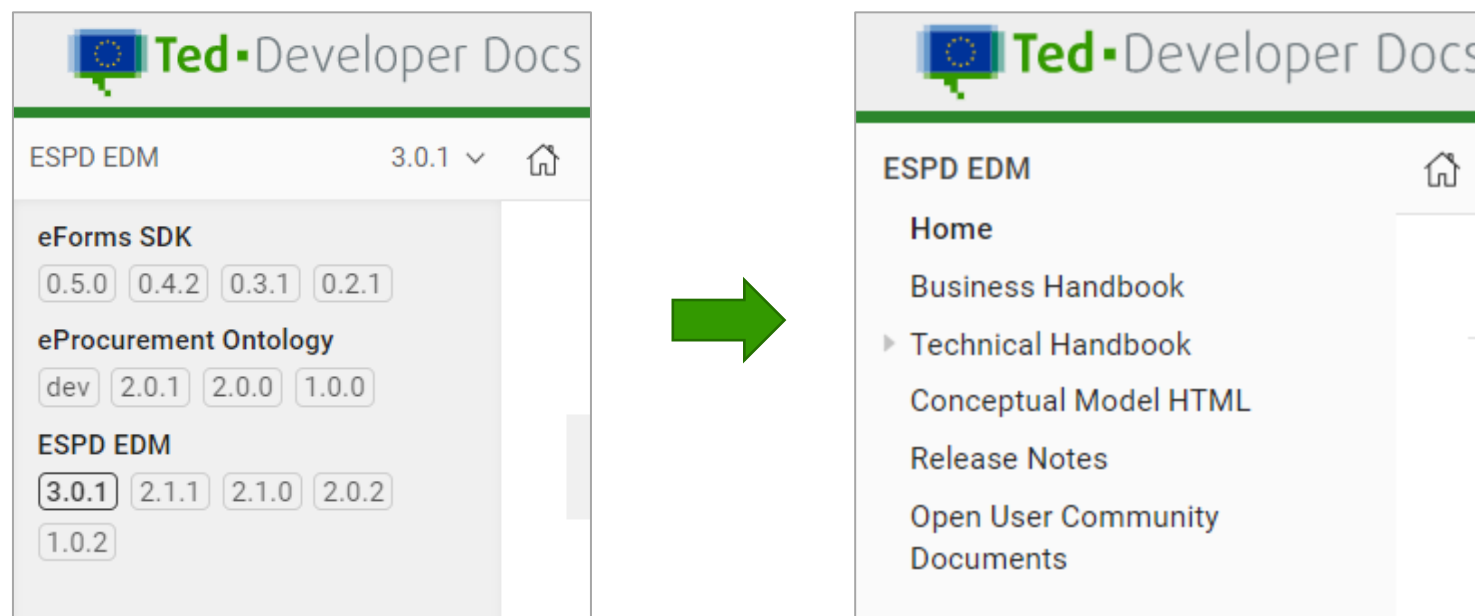 Ted▪Developer Docs
ESPD EDM 3.0.1
eForms SDK
0.5.0 0.4.2 0.3.1 0.2.1
eProcurement Ontology
dev 2.0.1 2.0.0 1.0.0
ESPD EDM
3.0.1 2.1.1 2.1.0 2.0.2
1.0.2
Ted▪Developer Docs
ESPD EDM
Home
Business Handbook
Technical Handbook
Conceptual Model HTML
Release Notes
Open User Community
Documents